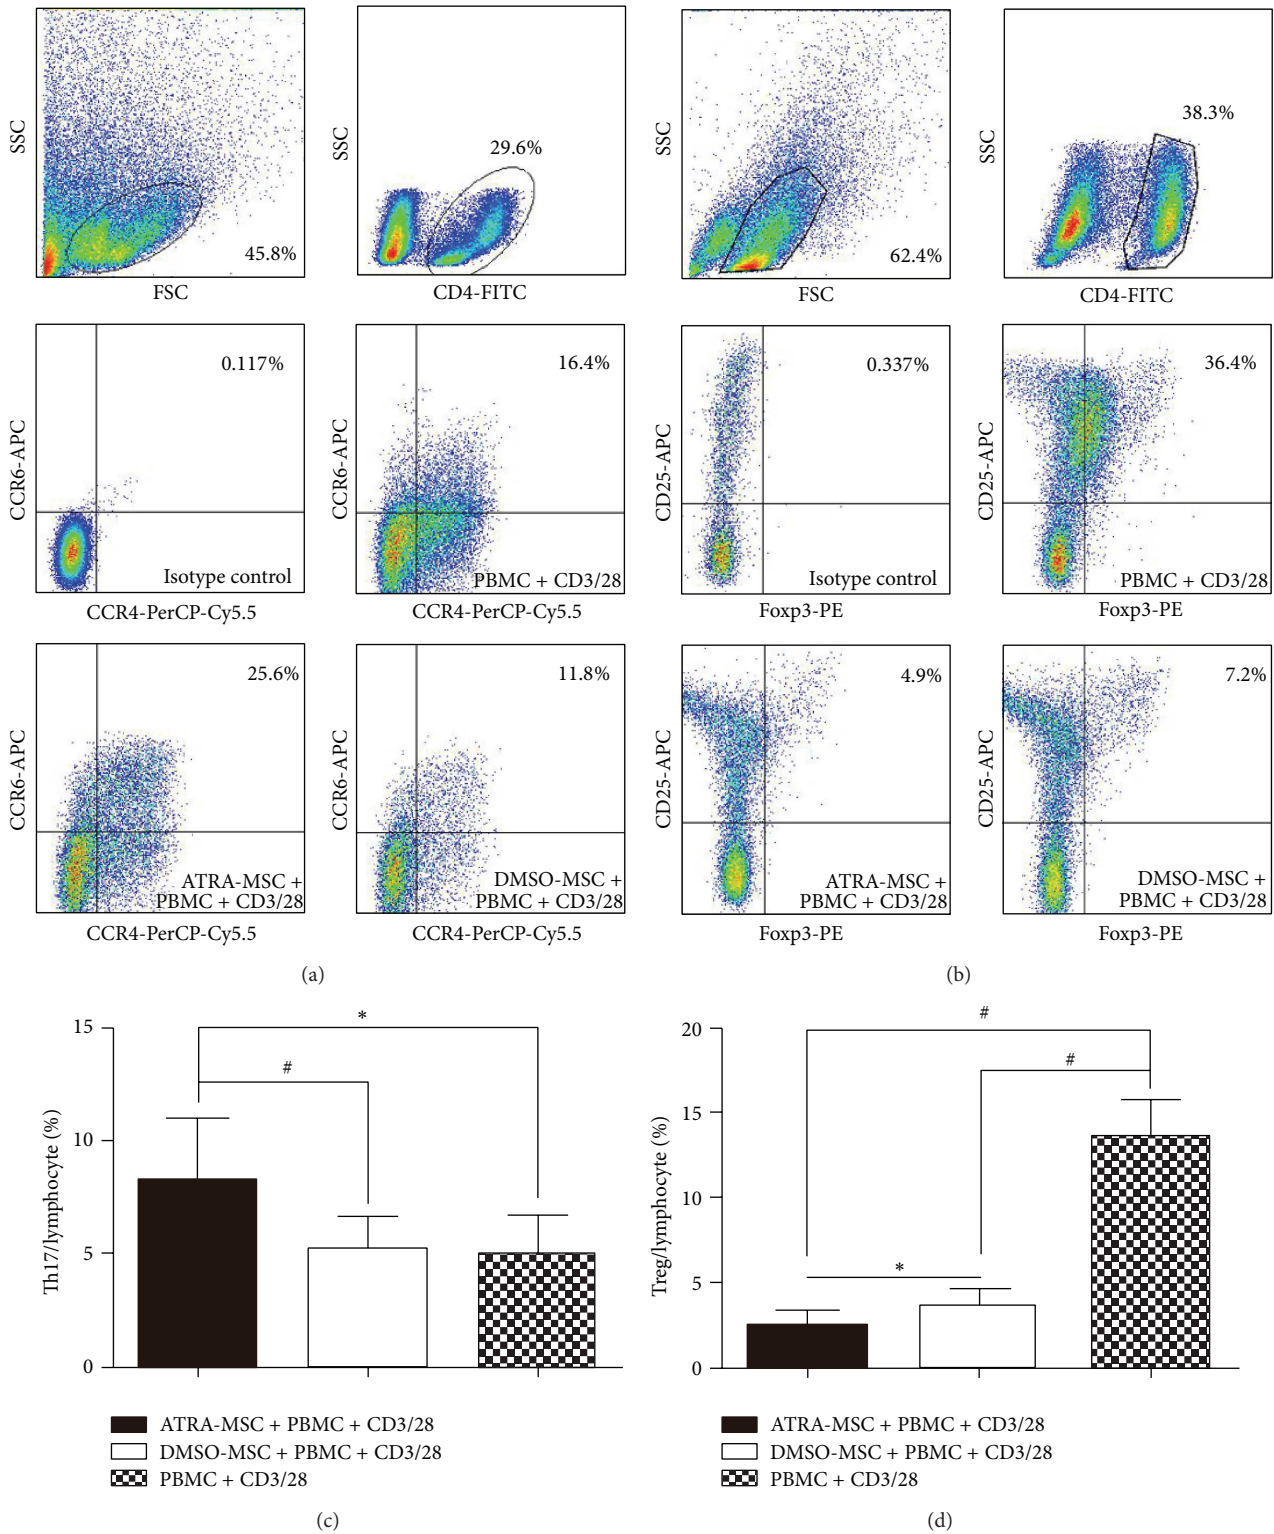 SSC
45.8%
FSC
SSC
29.6%
CD4-FITC
SSC
62.4%
FSC
SSC
38.3%
CD4-FITC
CCR6-APC
0.117%
Isotype control
CCR4-PerCP-Cy5.5
CCR6-APC
16.4%
PBMC + CD3/28
CCR4-PerCP-Cy5.5
CD25-APC
0.337%
Isotype control
Foxp3-PE
CD25-APC
36.4%
PBMC + CD3/28
Foxp3-PE
CCR6-APC
25.6%
ATRA-MSC +
PBMC + CD3/28
CCR4-PerCP-Cy5.5
CCR6-APC
11.8%
DMSO-MSC +
PBMC + CD3/28
CCR4-PerCP-Cy5.5
CD25-APC
4.9%
ATRA-MSC +
PBMC + CD3/28
Foxp3-PE
CD25-APC
7.2%
DMSO-MSC +
PBMC + CD3/28
Foxp3-PE
(a)
(b)
Th17/lymphocyte (%)
15
10
5
0
*
#
ATRA-MSC + PBMC + CD3/28
DMSO-MSC + PBMC + CD3/28
PBMC + CD3/28
(c)
Treg/lymphocyte (%)
20
15
10
5
0
#
#
*
ATRA-MSC + PBMC + CD3/28
DMSO-MSC + PBMC + CD3/28
PBMC + CD3/28
(d)